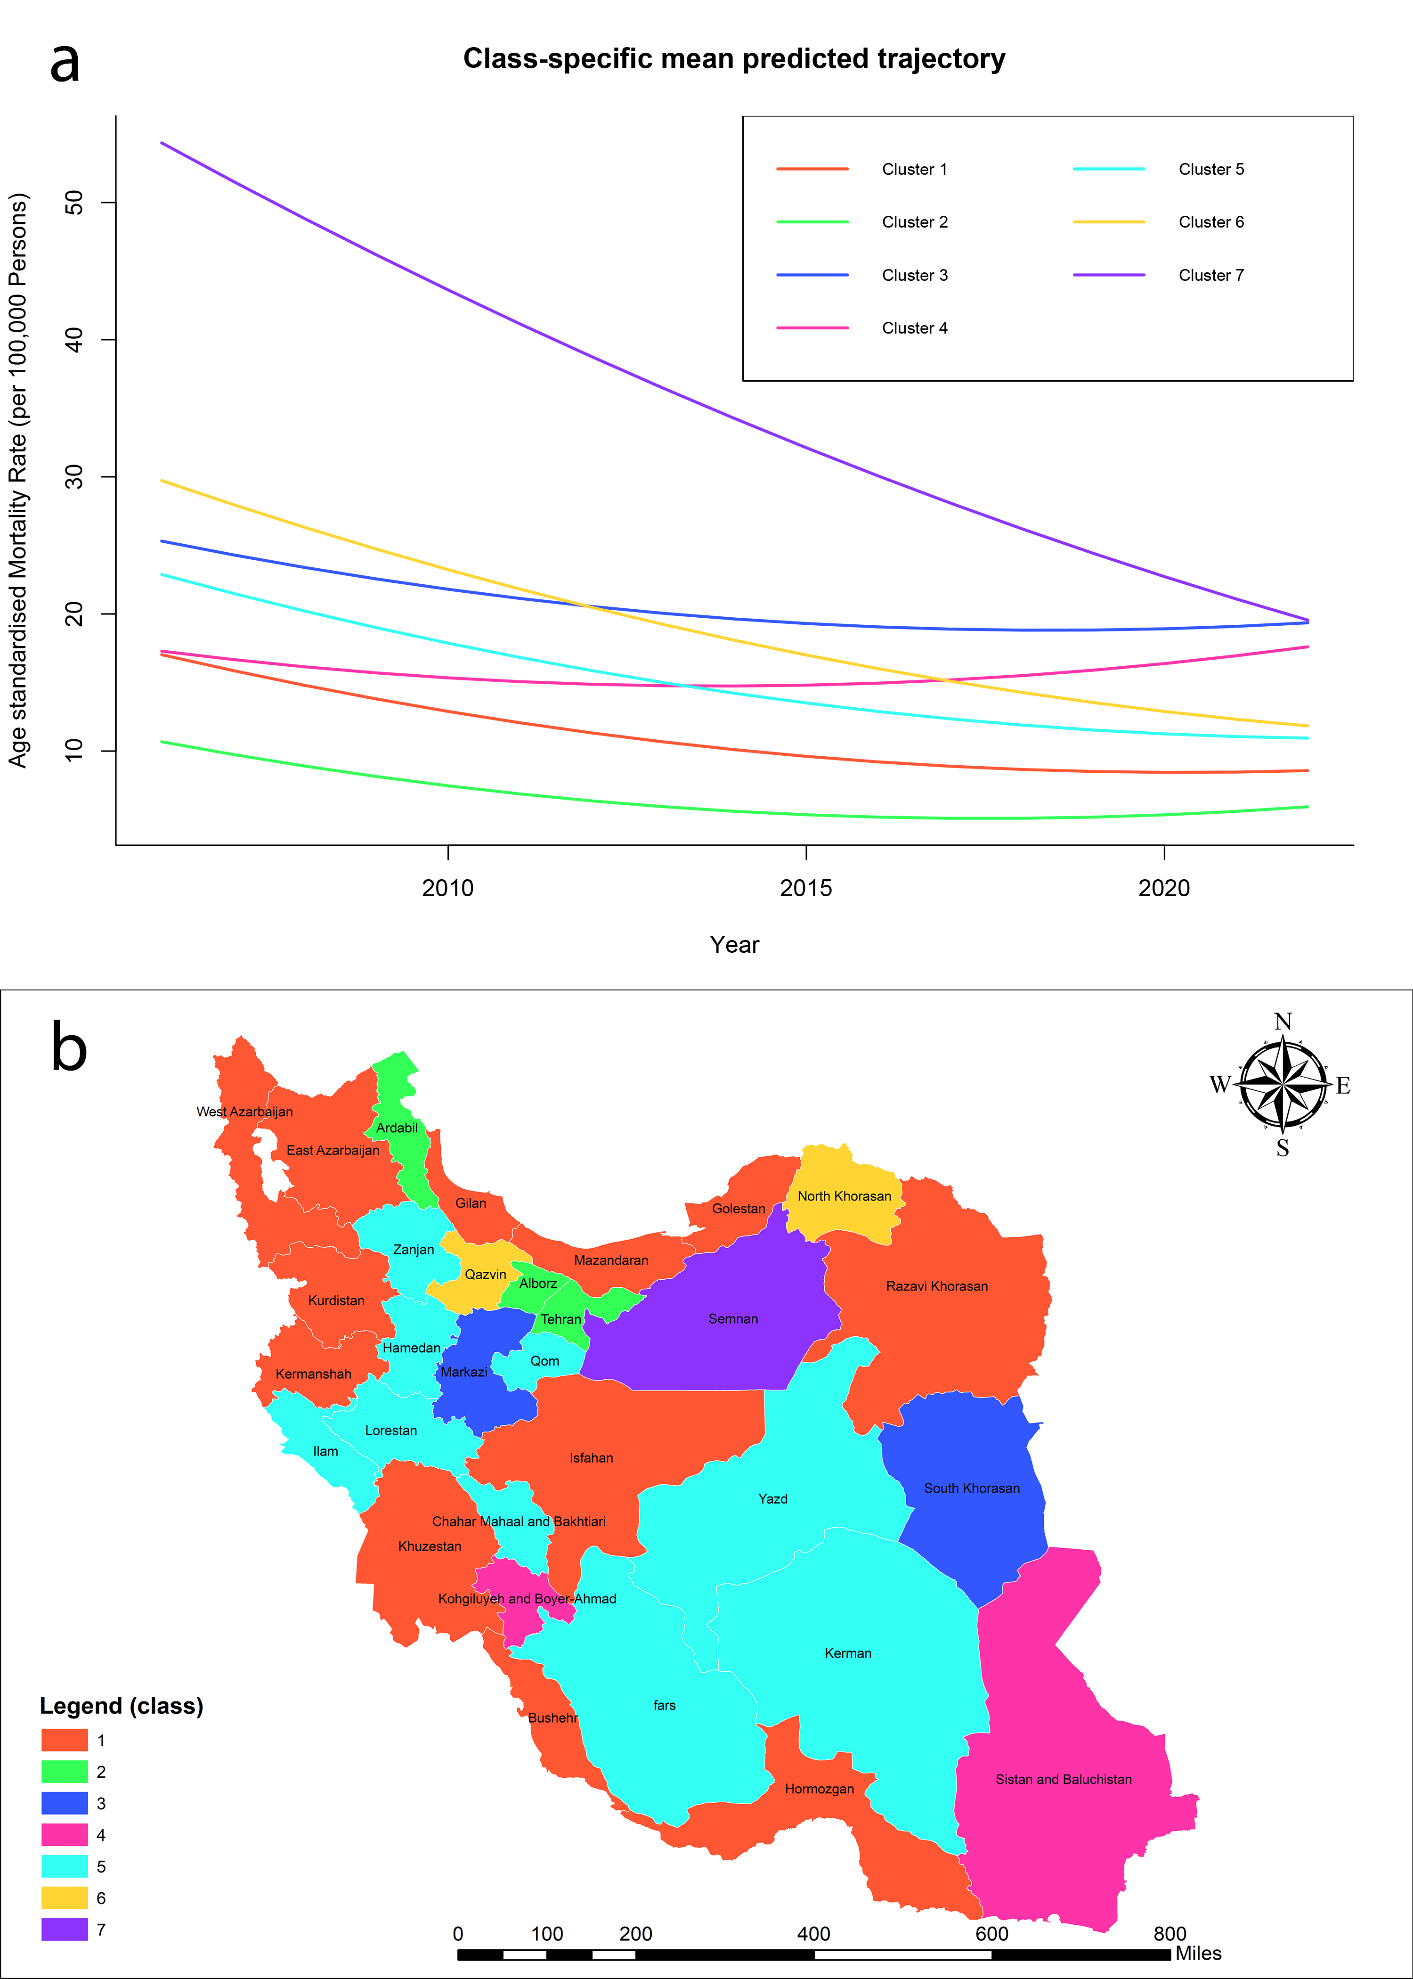 a
Class-specific mean predicted trajectory
Age standardised Mortality Rate (per 100,000 Persons)
50
40
30
20
10
Cluster 1
Cluster 2
Cluster 3
Cluster 4
Cluster 5
Cluster 6
Cluster 7
2010
2015
2020
Year
b
N
W
E
S
West Azarbaijan
Ardabil
East Azarbaijan
Gilan
Golestan
North Khorasan
Zanjan
Mazandaran
Qazvin
Alborz
Razavi Khorasan
Kurdistan
Tehran
Semnan
Hamedan
Qom
Kermanshah
Markazi
Lorestan
Ilam
Isfahan
South Khorasan
Yazd
Chahar Mahaal and Bakhtiari
Khuzestan
Kohgiluyeh and Boyer-Ahmad
Kerman
fars
Bushehr
Sistan and Baluchistan
Hormozgan
Legend (class)
1
2
3
4
5
6
7
0
100
200
400
600
800
Miles